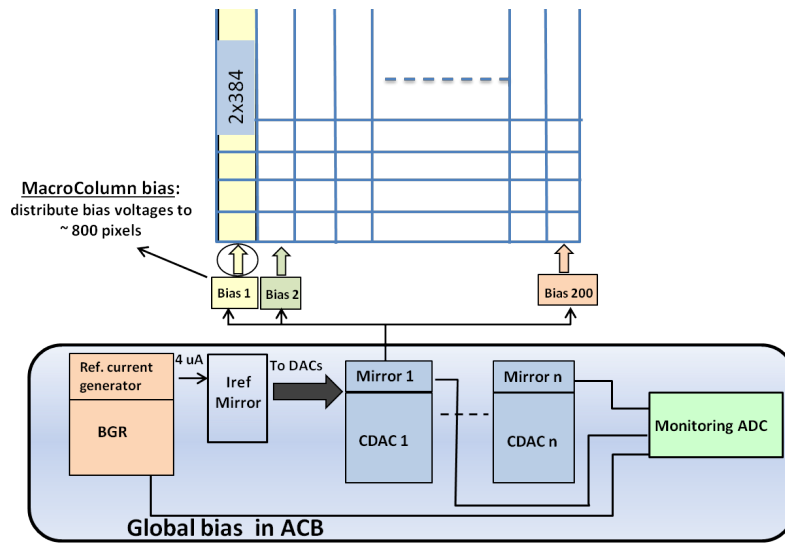 2x384
MacroColumn bias:
distribute bias voltages to
~ 800 pixels
Bias 1
Bias 2
Bias 200
Ref. current
generator
BGR
4 uA
Iref
Mirror
To DACs
Mirror 1
CDAC 1
Mirror n
CDAC n
Monitoring ADC
Global bias in ACB